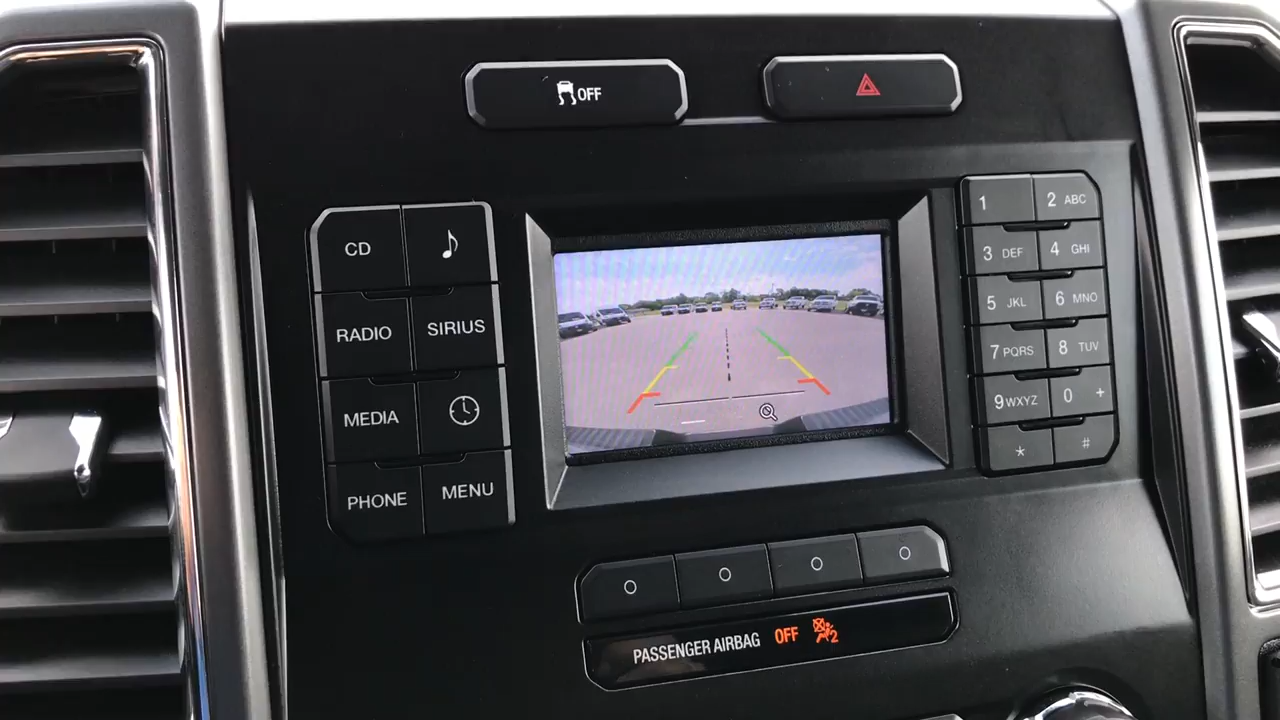 OFF
CD
RADIO SIRIUS
MEDIA
PHONE MENU
1 2 ABC
3 DEF 4 GHI
5 JKL 6 MNO
7 PQRS 8 TUV
9 WXYZ 0 +
* #
PASSENGER AIRBAG OFF 2